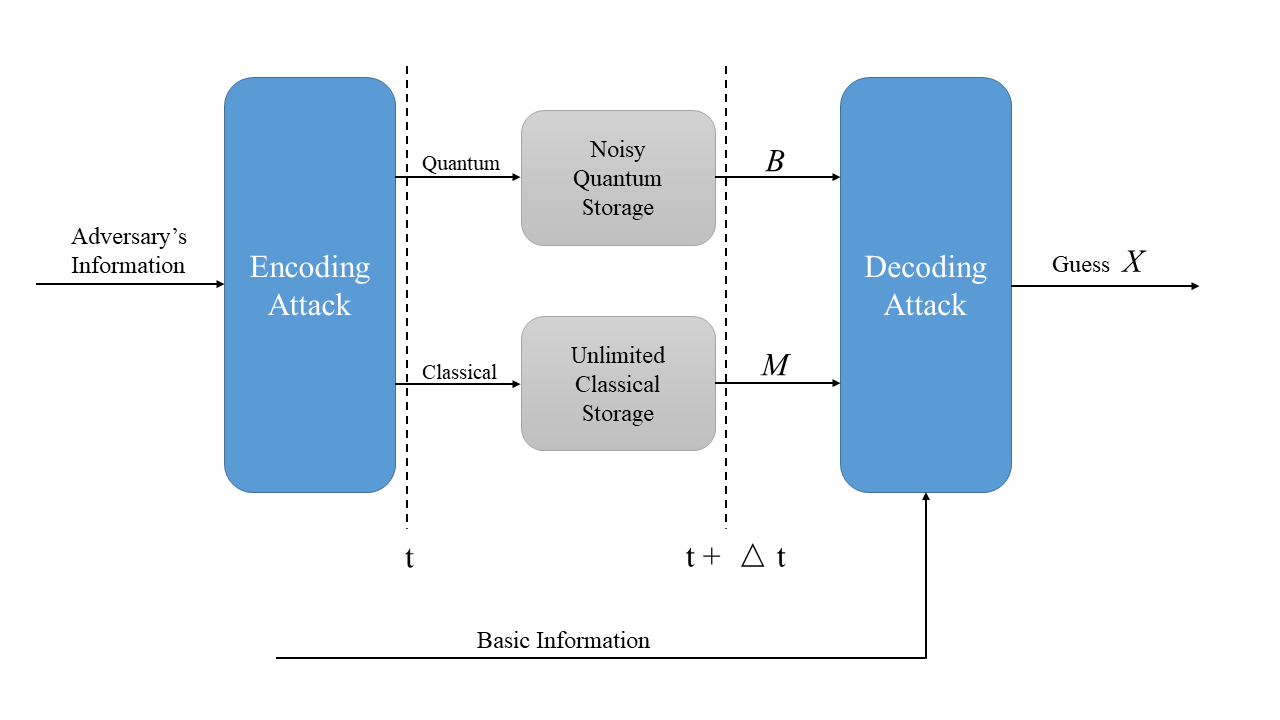 Adversary’s
Information
Encoding
Attack
Quantum
Classical
Noisy
Quantum
Storage
Unlimited
Classical
Storage
B
M
Decoding
Attack
Guess X
t
t + △ t
Basic Information